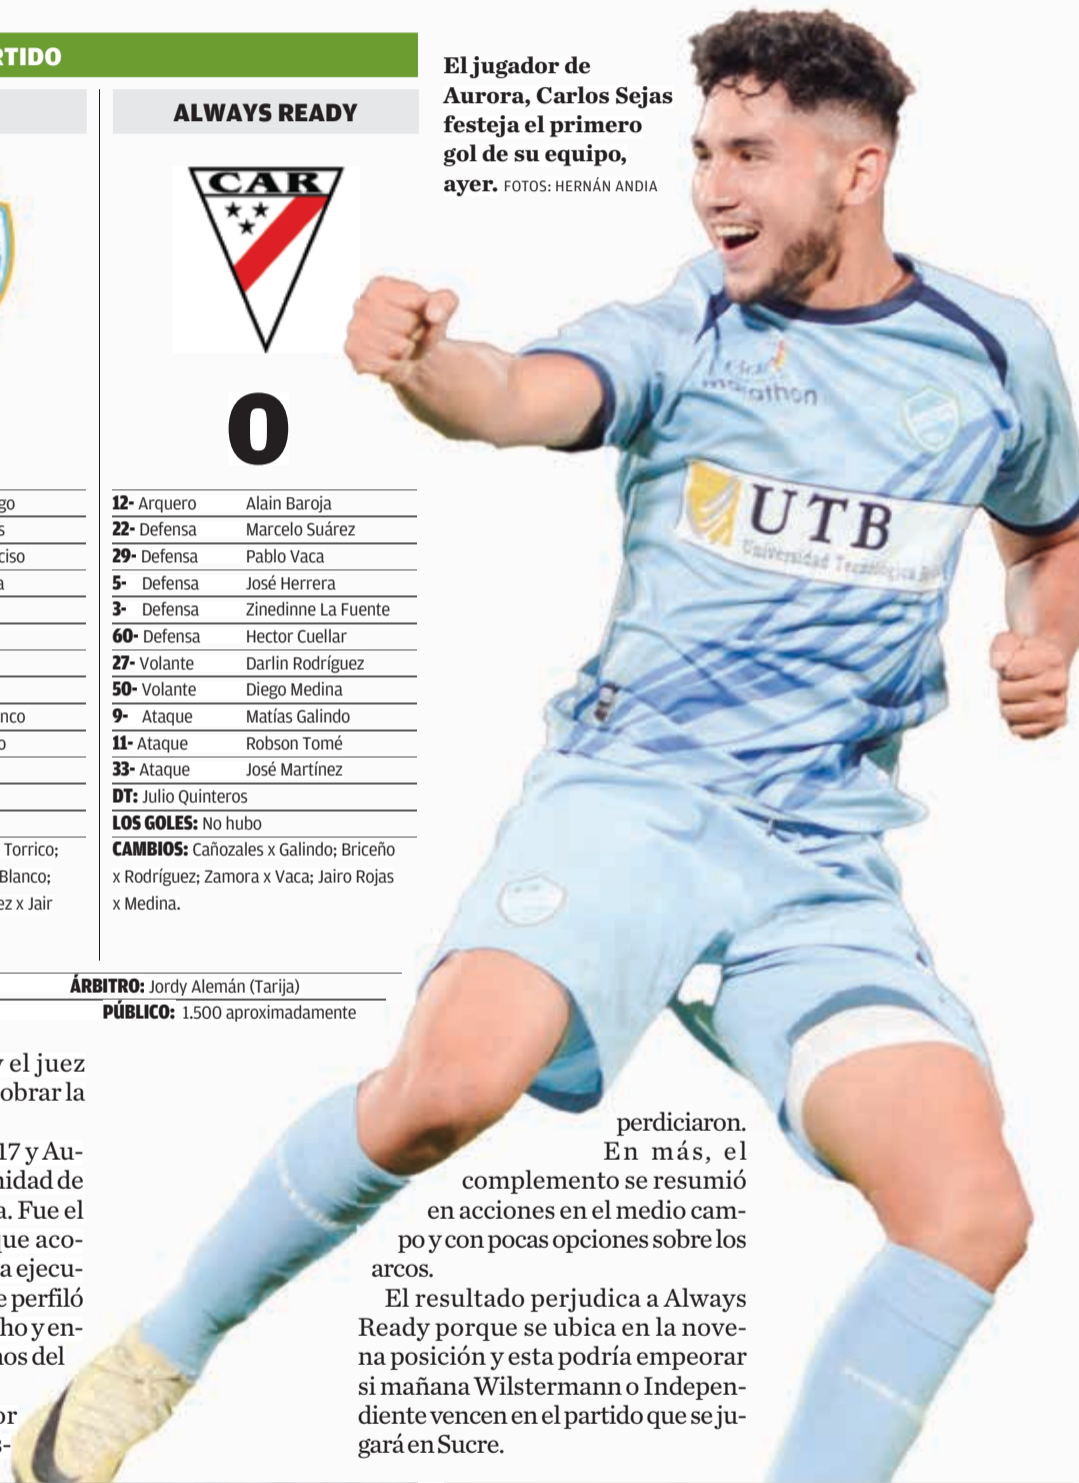 RTIDO
ALWAYS READY
CAR
0
12- Arquero Alain Baroja
22- Defensa Marcelo Suárez
29- Defensa Pablo Vaca
5- Defensa José Herrera
3- Defensa Zinedinne La Fuente
60- Defensa Hector Cuellar
27- Volante Darlin Rodríguez
50- Volante Diego Medina
9- Ataque Matías Galindo
11- Ataque Robson Tomé
33- Ataque José Martínez
DT: Julio Quinteros
LOS GOLES: No hubo
CAMBIOS: Cañozales x Galindo; Briceño
x Rodríguez; Zamora x Vaca; Jairo Rojas
x Medina.
go
s
ciso
a
nco
o
Torrico;
Blanco;
ez x Jair
ÁRBITRO: Jordy Alemán (Tarija)
PÚBLICO: 1.500 aproximadamente
El jugador de
Aurora, Carlos Sejas
festeja el primero
gol de su equipo,
ayer. FOTOS: HERNÁN ANDIA
marathon
UTB
Universidad Tecnológica
y el juez
obrar la
17 y Au-
nidad de
a. Fue el
que aco-
a ejecu-
e perfiló
ho y en-
nos del
or
s-
perdiciaron.
En más, el
complemento se resumió
en acciones en el medio cam-
po y con pocas opciones sobre los
arcos.
El resultado perjudica a Always
Ready porque se ubica en la nove-
na posición y esta podría empeorar
si mañana Wilstermann o Indepen-
diente vencen en el partido que se ju-
gará en Sucre.